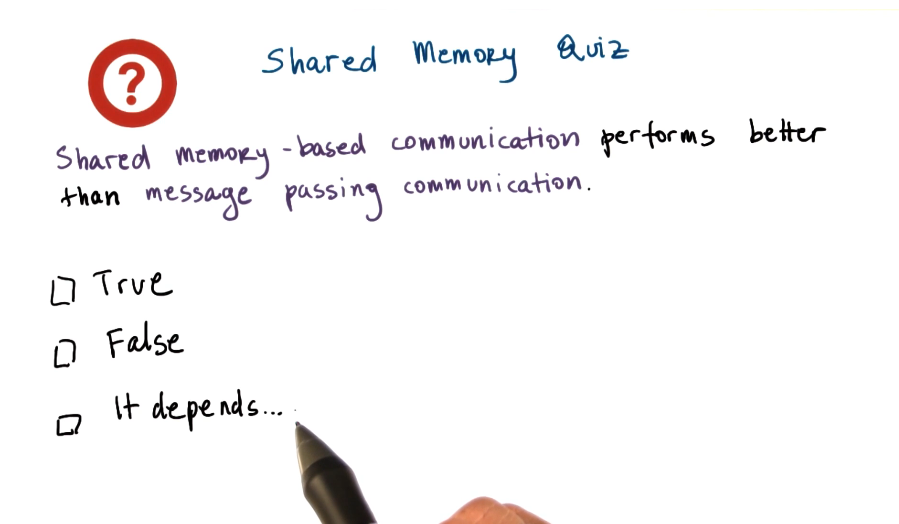 ?
Shared Memory Quiz
Shared memory-based communication performs better
than message passing communication.
True
False
It depends...